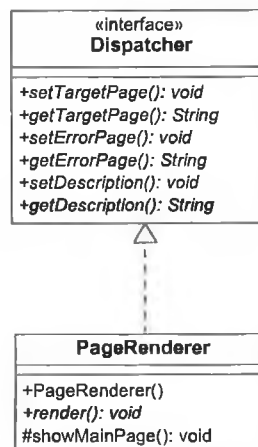 «interface»
Dispatcher
+setTargetPage(): void
+getTargetPage(): String
+setErrorPage(): void
+getErrorPage(): String
+setDescription(): void
+getDescription(): String
PageRenderer
+PageRenderer()
+render(): void
#showMainPage(): void